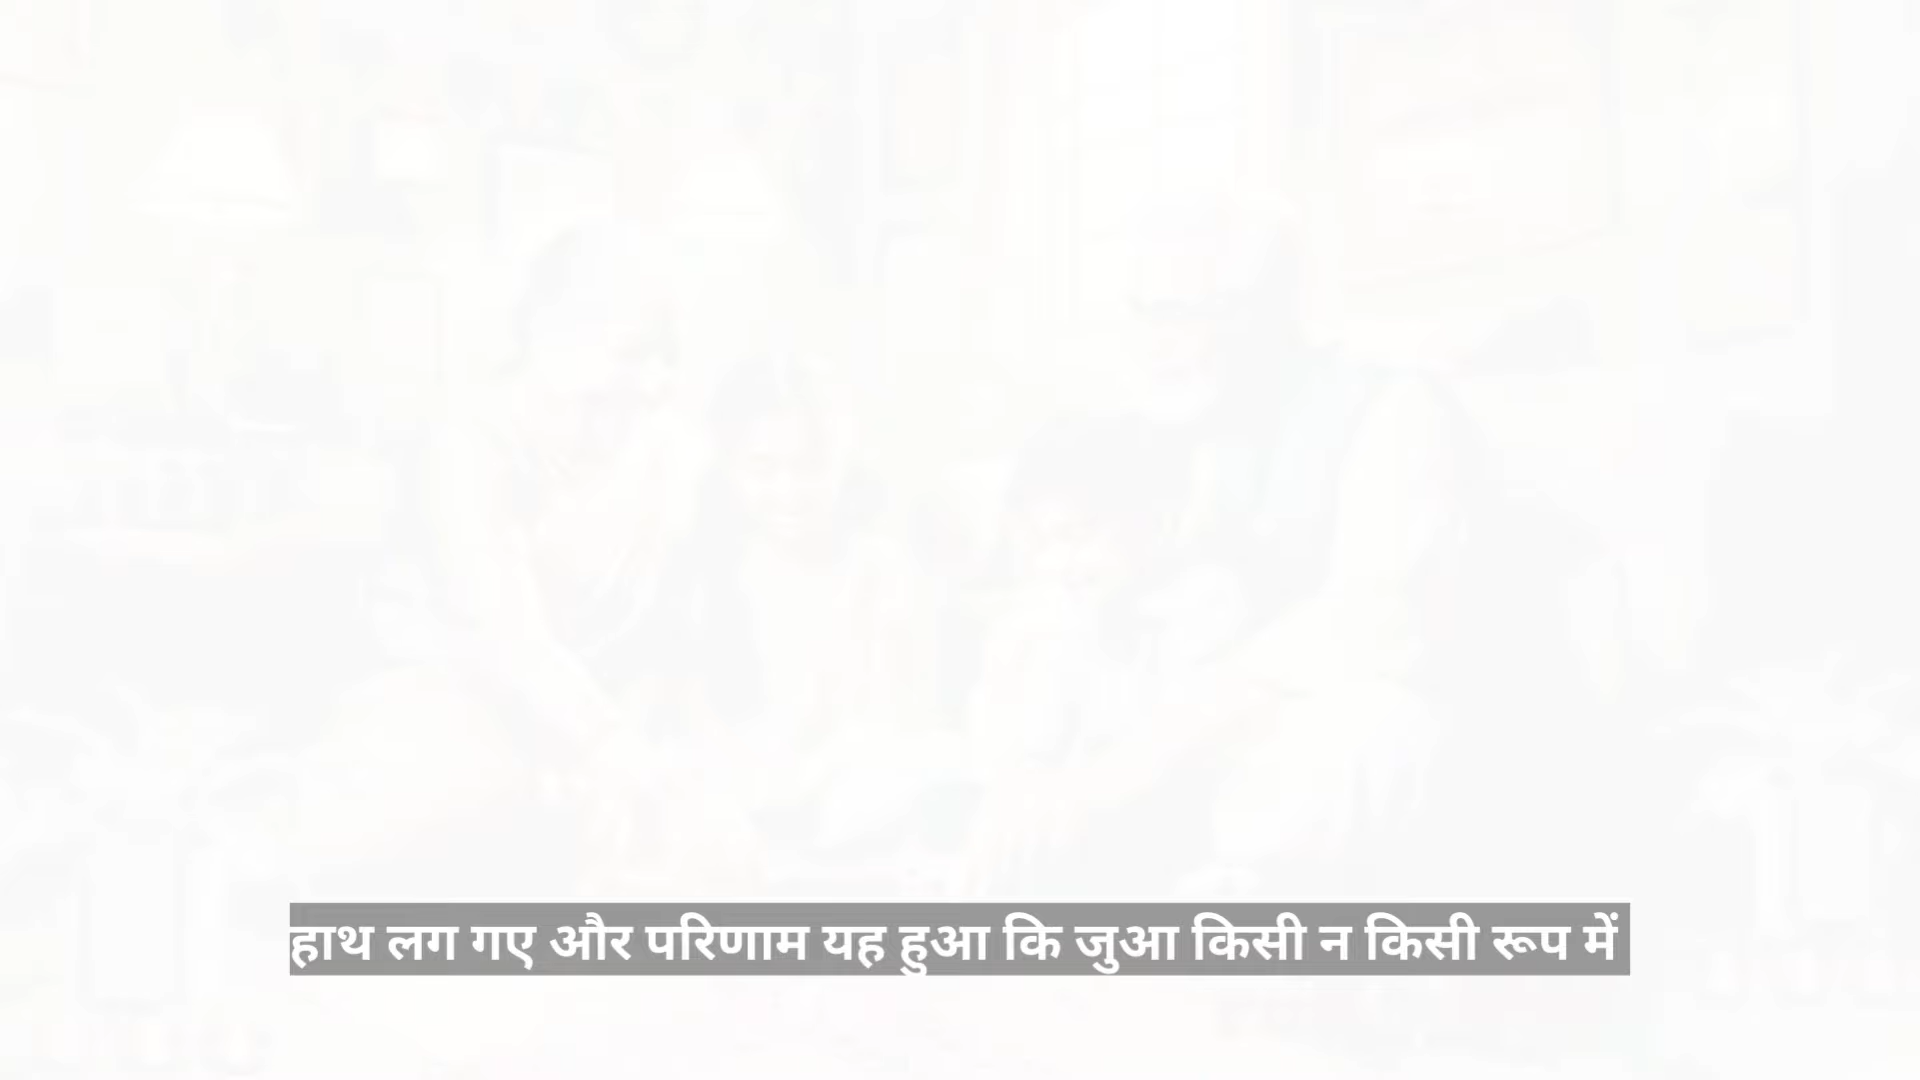 हाथ लग गए और परिणाम यह हुआ कि जुआ किसी न किसी रूप में